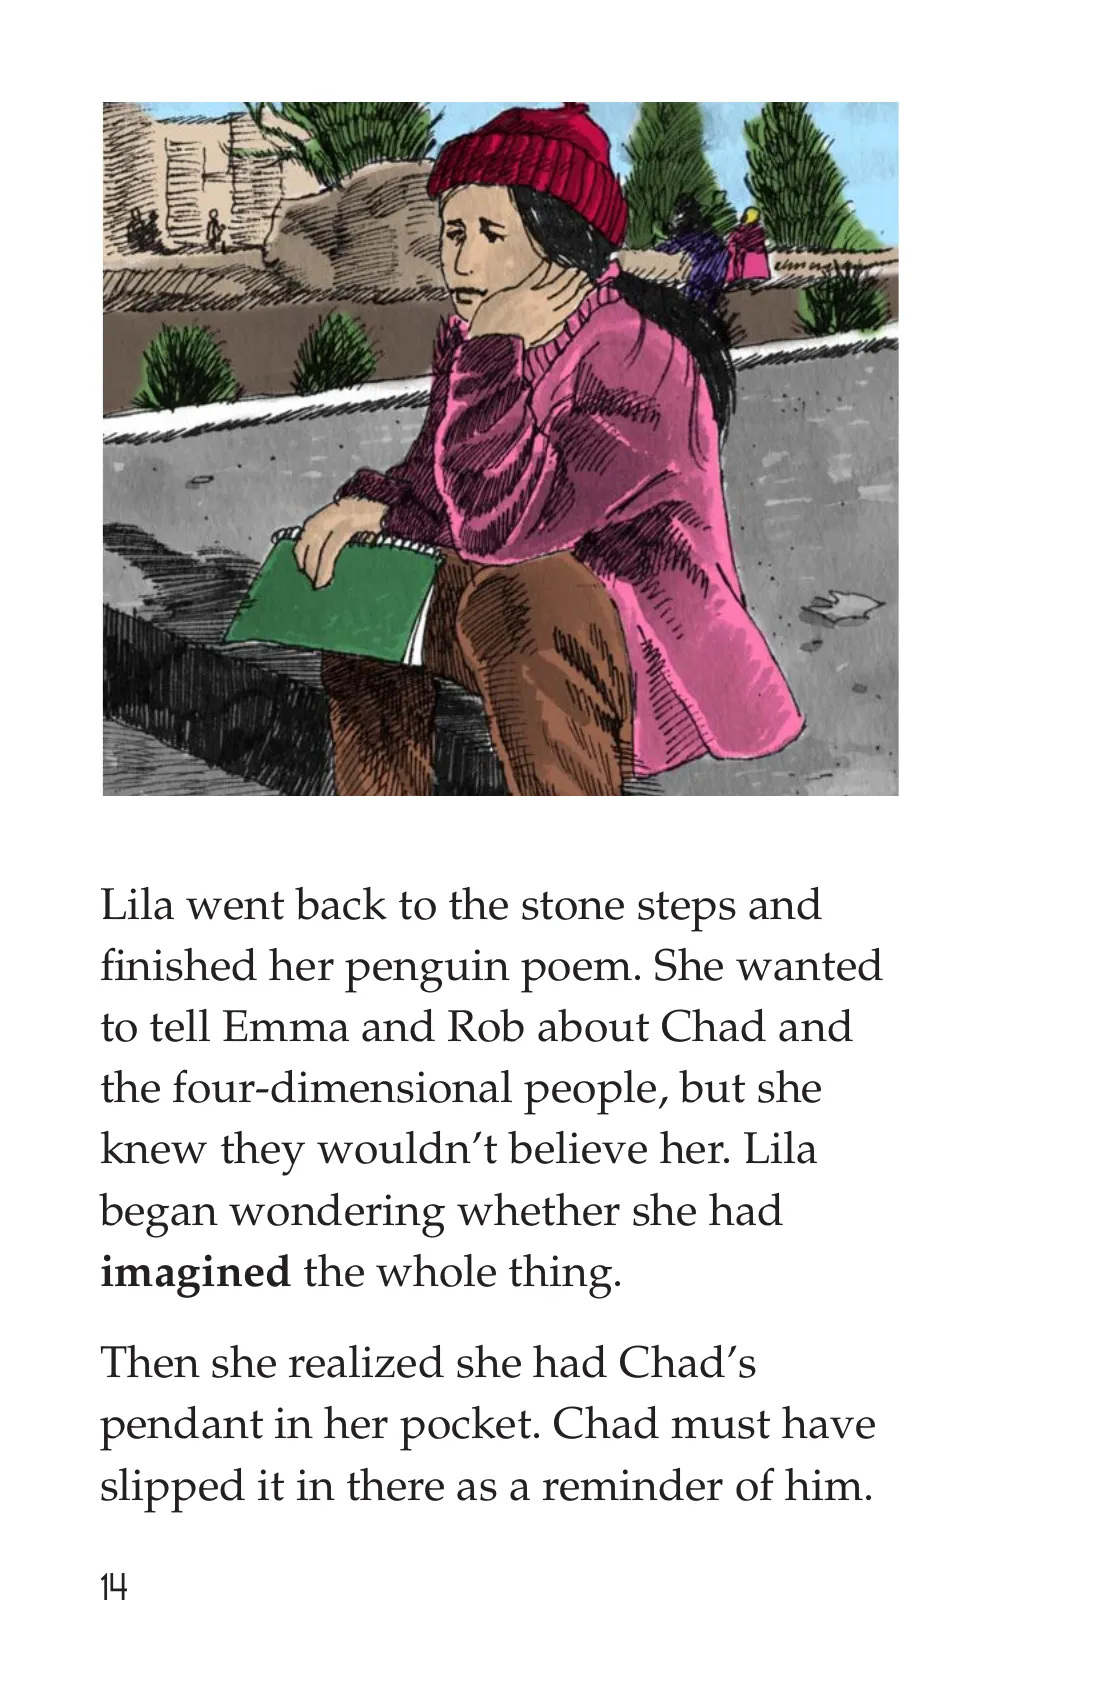 Lila went back to the stone steps and
finished her penguin poem. She wanted
to tell Emma and Rob about Chad and
the four-dimensional people, but she
knew they wouldn’t believe her. Lila
began wondering whether she had
imagined the whole thing.
Then she realized she had Chad’s
pendant in her pocket. Chad must have
slipped it in there as a reminder of him.
14